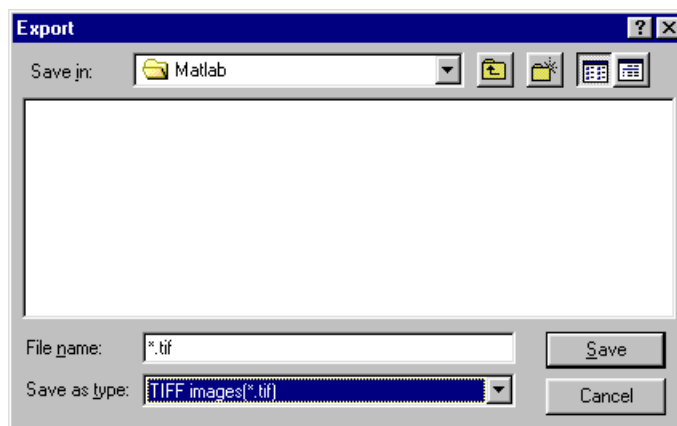 Export
Save in: Matlab
File name: *.tif
Save
Save as type: TIFF images(*.tif)
Cancel